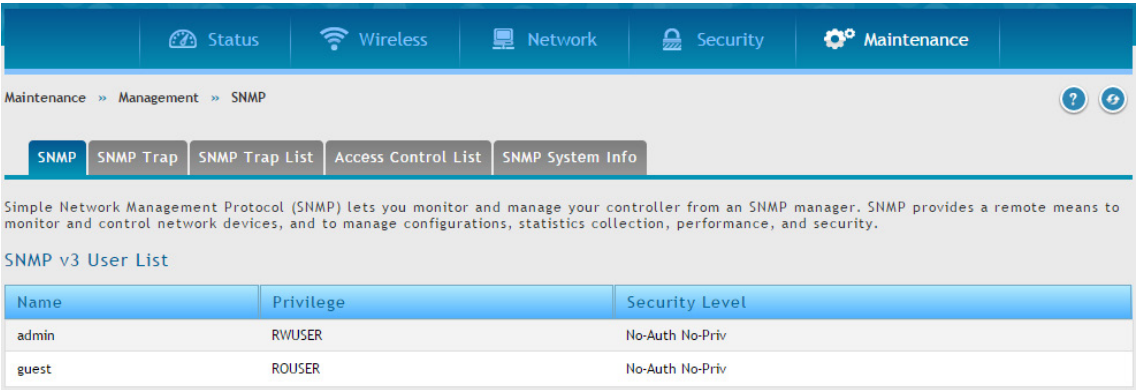 Status Wireless Network Security Maintenance
Maintenance » Management » SNMP
SNMP SNMP Trap SNMP Trap List Access Control List SNMP System Info
Simple Network Management Protocol (SNMP) lets you monitor and manage your controller from an SNMP manager. SNMP provides a remote means to
monitor and control network devices, and to manage configurations, statistics collection, performance, and security.
SNMP v3 User List
Name Privilege Security Level
admin RWUSER No-Auth No-Priv
guest ROUSER No-Auth No-Priv